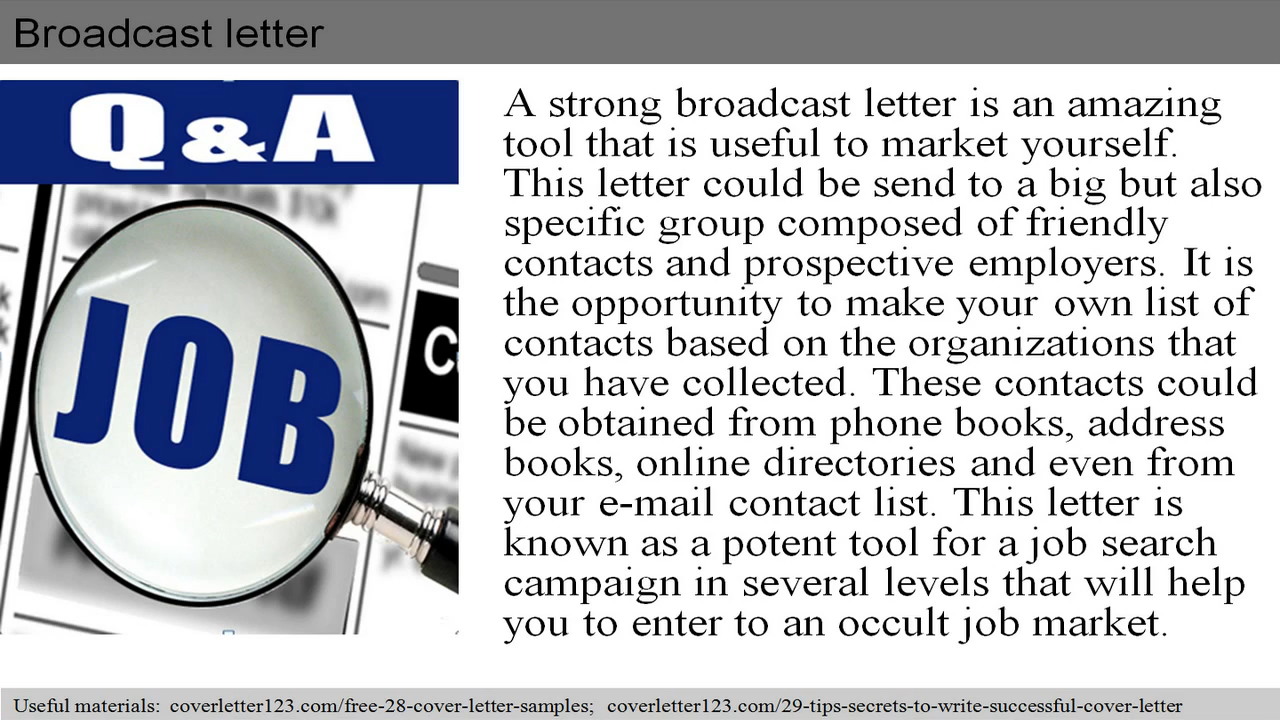 Broadcast letter
Q&A
JOB
C
A strong broadcast letter is an amazing
tool that is useful to market yourself.
This letter could be send to a big but also
specific group composed of friendly
contacts and prospective employers. It is
the opportunity to make your own list of
contacts based on the organizations that
you have collected. These contacts could
be obtained from phone books, address
books, online directories and even from
your e-mail contact list. This letter is
known as a potent tool for a job search
campaign in several levels that will help
you to enter to an occult job market.
Useful materials: coverletter123.com/free-28-cover-letter-samples; coverletter123.com/29-tips-secrets-to-write-successful-cover-letter